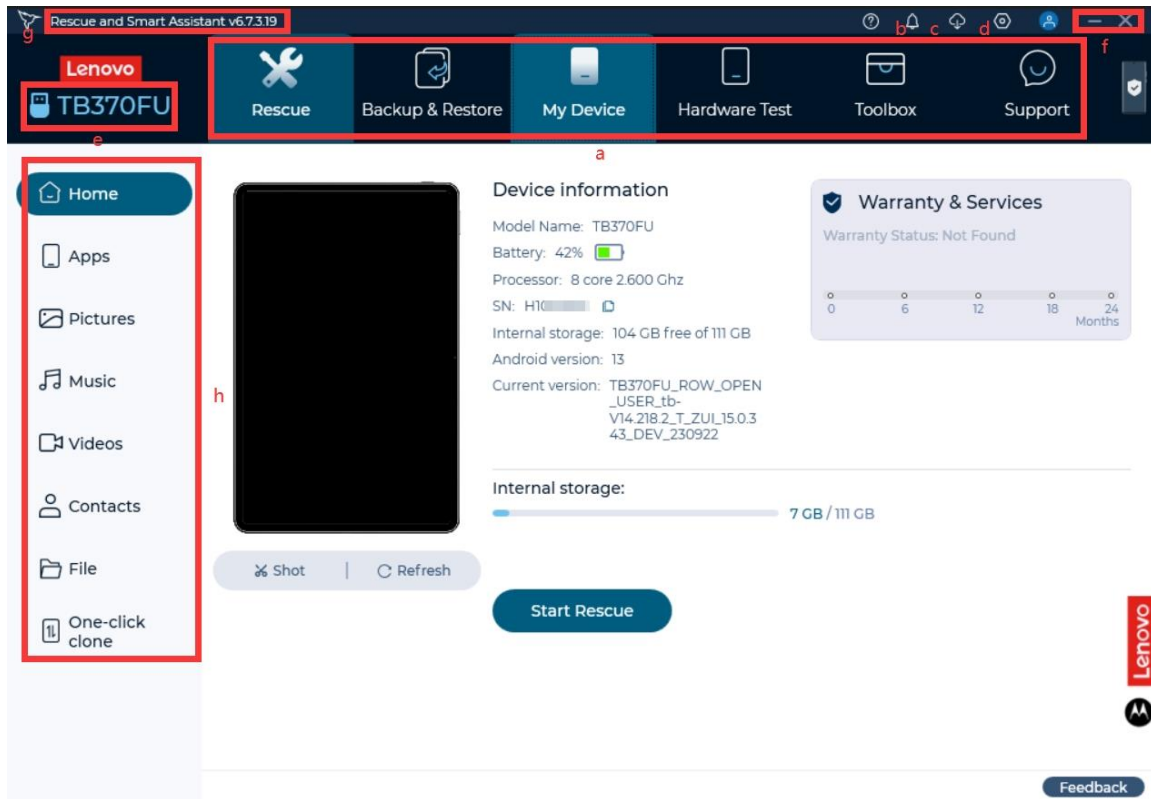 Rescue and Smart Assistant v6.7.3.19
g
b
c
d
f
Lenovo
TB370FU
e
Rescue
Backup & Restore
My Device
Hardware Test
Toolbox
Support
a
Home
Apps
Pictures
Music
Videos
Contacts
File
One-click
clone
h
Shot
Refresh
Device information
Model Name: TB370FU
Battery: 42%
Processor: 8 core 2.600 Ghz
SN: H10
Internal storage: 104 GB free of 111 GB
Android version: 13
Current version: TB370FU_ROW_OPEN
_USER_tb-
V14.218.2_T_ZUI_15.0.3
43_DEV_230922
Warranty & Services
Warranty Status: Not Found
0 6 12 18 24
Months
Internal storage:
7 GB / 111 GB
Start Rescue
Lenovo
Feedback